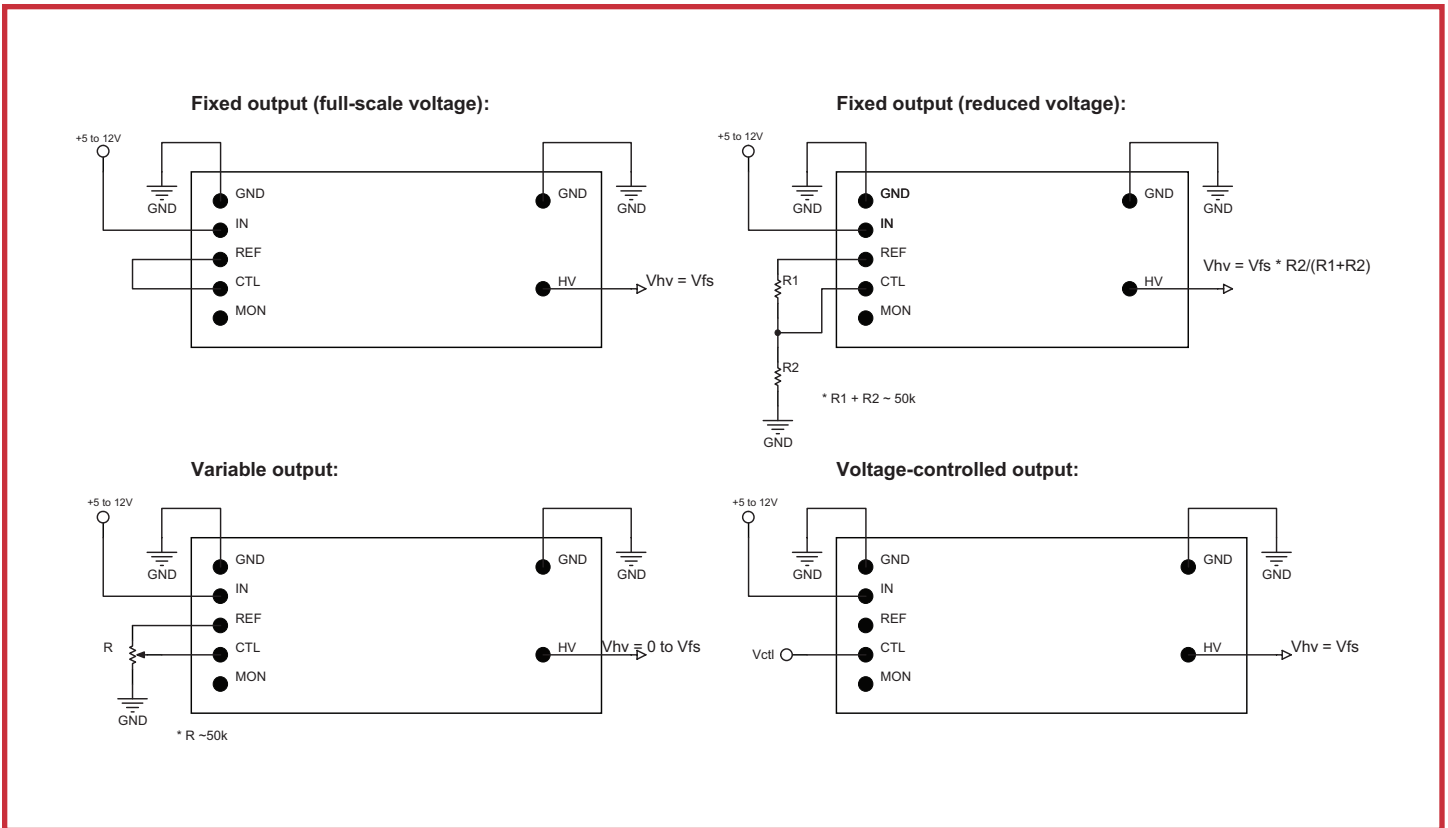 Fixed output (full-scale voltage):
+5 to 12V
GND
GND
IN
REF
CTL
MON
GND
GND
HV
Vhv = Vfs
Fixed output (reduced voltage):
+5 to 12V
GND
GND
IN
REF
CTL
MON
R1
R2
GND
* R1 + R2 ~ 50k
GND
GND
HV
Vhv = Vfs * R2/(R1+R2)
Variable output:
+5 to 12V
GND
GND
IN
REF
CTL
MON
R
GND
* R ~50k
GND
GND
HV
Vhv = 0 to Vfs
Voltage-controlled output:
+5 to 12V
GND
GND
IN
REF
CTL
MON
Vctl
GND
GND
HV
Vhv = Vfs